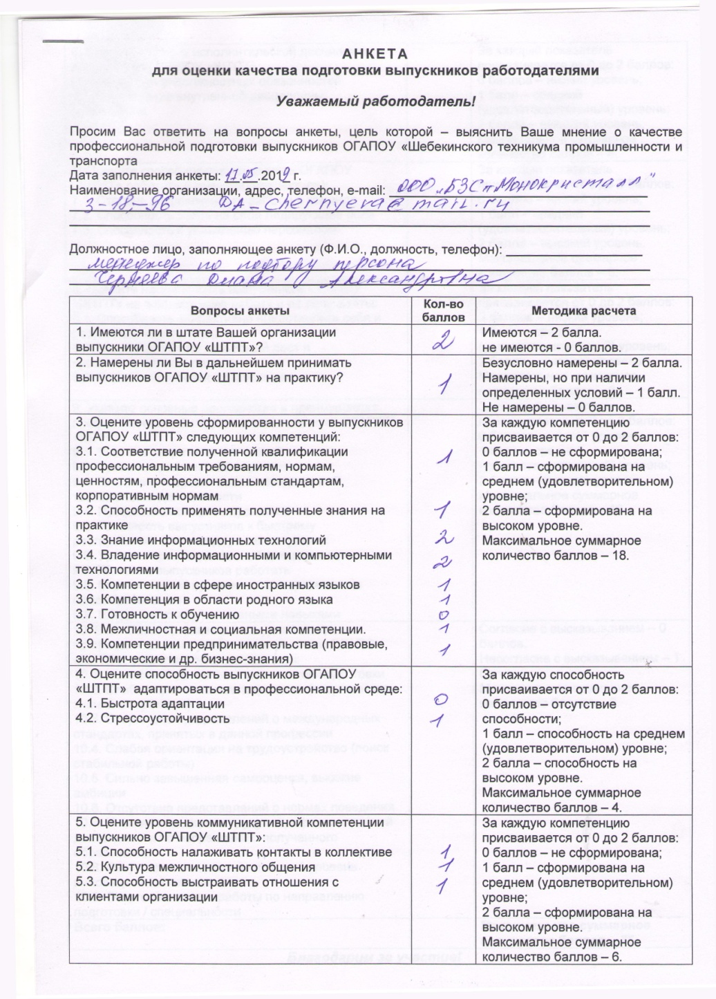 АНКЕТА
для оценки качества подготовки выпускников работодателями
Уважаемый работодатель!
Просим Вас ответить на вопросы анкеты, цель которой – выяснить Ваше мнение о качестве
профессиональной подготовки выпускников ОГАПОУ «Шебекинского техникума промышленности и
транспорта
Дата заполнения анкеты: 17.05.2019 г.
Наименование организации, адрес, телефон, e-mail: ООО „БЗС „Монокристалл"
3-18-96 DA-chernyeva@mail.ru
Должностное лицо, заполняющее анкету (Ф.И.О., должность, телефон):
менеджер по подбору персона
Черняева Диана Александровна
Вопросы анкеты
Кол-во
баллов
Методика расчета
1. Имеются ли в штате Вашей организации
выпускники ОГАПОУ «ШТПТ»?
2
Имеются – 2 балла.
не имеются - 0 баллов.
2. Намерены ли Вы в дальнейшем принимать
выпускников ОГАПОУ «ШТПТ» на практику?
1
Безусловно намерены – 2 балла.
Намерены, но при наличии
определенных условий – 1 балл.
Не намерены – 0 баллов.
3. Оцените уровень сформированности у выпускников
ОГАПОУ «ШТПТ» следующих компетенций:
3.1. Соответствие полученной квалификации
профессиональным требованиям, нормам,
ценностям, профессиональным стандартам,
корпоративным нормам
3.2. Способность применять полученные знания на
практике
3.3. Знание информационных технологий
3.4. Владение информационными и компьютерными
технологиями
3.5. Компетенции в сфере иностранных языков
3.6. Компетенция в области родного языка
3.7. Готовность к обучению
3.8. Межличностная и социальная компетенции.
3.9. Компетенции предпринимательства (правовые,
экономические и др. бизнес-знания)
1
1
2
2
1
1
0
1
1
За каждую компетенцию
присваивается от 0 до 2 баллов:
0 баллов – не сформирована;
1 балл – сформирована на
среднем (удовлетворительном)
уровне;
2 балла – сформирована на
высоком уровне.
Максимальное суммарное
количество баллов – 18.
4. Оцените способность выпускников ОГАПОУ
«ШТПТ» адаптироваться в профессиональной среде:
4.1. Быстрота адаптации
4.2. Стрессоустойчивость
0
1
За каждую способность
присваивается от 0 до 2 баллов:
0 баллов – отсутствие
способности;
1 балл – способность на среднем
(удовлетворительном) уровне;
2 балла – способность на
высоком уровне.
Максимальное суммарное
количество баллов – 4.
5. Оцените уровень коммуникативной компетенции
выпускников ОГАПОУ «ШТПТ»:
5.1. Способность налаживать контакты в коллективе
5.2. Культура межличностного общения
5.3. Способность выстраивать отношения с
клиентами организации
1
1
1
За каждую компетенцию
присваивается от 0 до 2 баллов:
0 баллов – не сформирована;
1 балл – сформирована на
среднем (удовлетворительном)
уровне;
2 балла – сформирована на
высоком уровне.
Максимальное суммарное
количество баллов – 6.